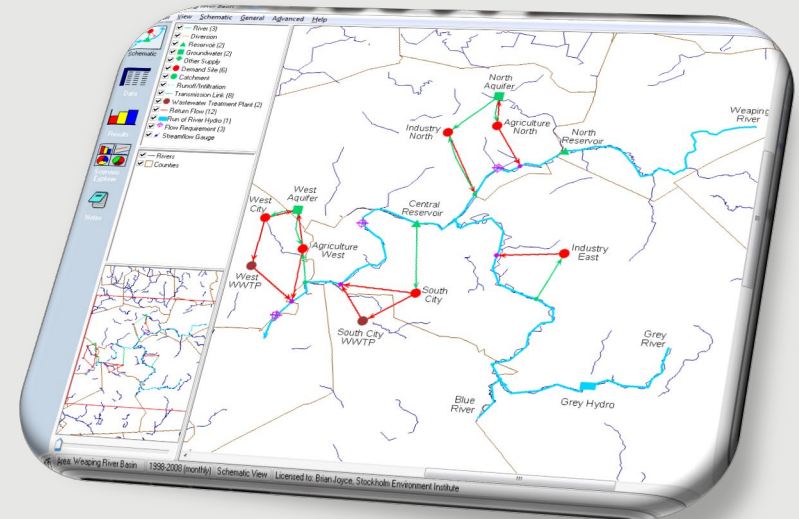 Weaping River Basin
View Schematic General Advanced Help
Schematic
Data
Results
Scenario
Explorer
Notes
River (3)
Diversion
Reservoir (2)
Groundwater (2)
Other Supply
Demand Site (6)
Catchment
Runoff/Infiltration
Transmission Link (8)
Wastewater Treatment Plant (2)
Return Flow (12)
Run of River Hydro (1)
Flow Requirement (3)
Streamflow Gauge
Rivers
Counties
North
Aquifer
Weaping
River
Industry
North
Agriculture
North
North
Reservoir
West
City
West
Aquifer
Central
Reservoir
Agriculture
West
Industry
East
West
WWTP
South
City
South City
WWTP
Grey
River
Blue
River
Grey Hydro
Area: Weaping River Basin 1998-2008 (monthly) Schematic View Licensed to: Brian Joyce, Stockholm Environment Institute